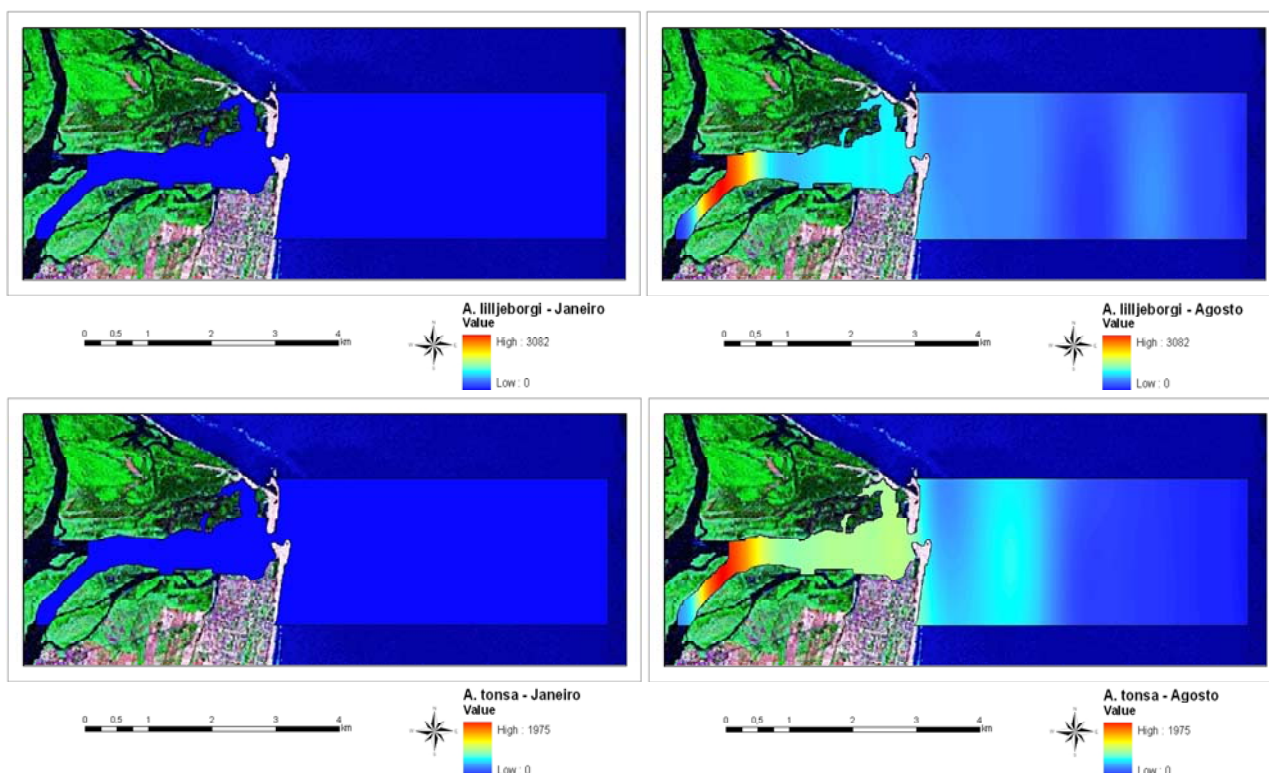 A. lilljeborgi - Janeiro
Value
High : 3082
Low : 0
0 0,5 1 2 3 4
km
A. lilljeborgi - Agosto
Value
High : 3082
Low : 0
0 0,5 1 2 3 4
km
A. tonsa - Janeiro
Value
High : 1975
Low : 0
0 0,5 1 2 3 4
km
A. tonsa - Agosto
Value
High : 1975
Low : 0
0 0,5 1 2 3 4
km